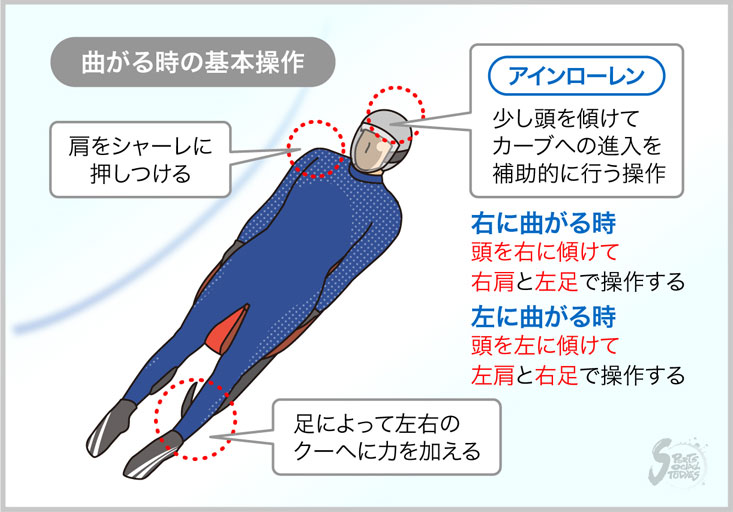 曲がる時の基本操作
アインローレン
少し頭を傾けて
カーブへの進入を
補助的に行う操作
肩をシャーレに
押しつける
右に曲がる時
頭を右に傾けて
右肩と左足で操作する
左に曲がる時
頭を左に傾けて
左肩と右足で操作する
足によって左右の
クーヘに力を加える
SPORTS
SOCIAL
STUDIES